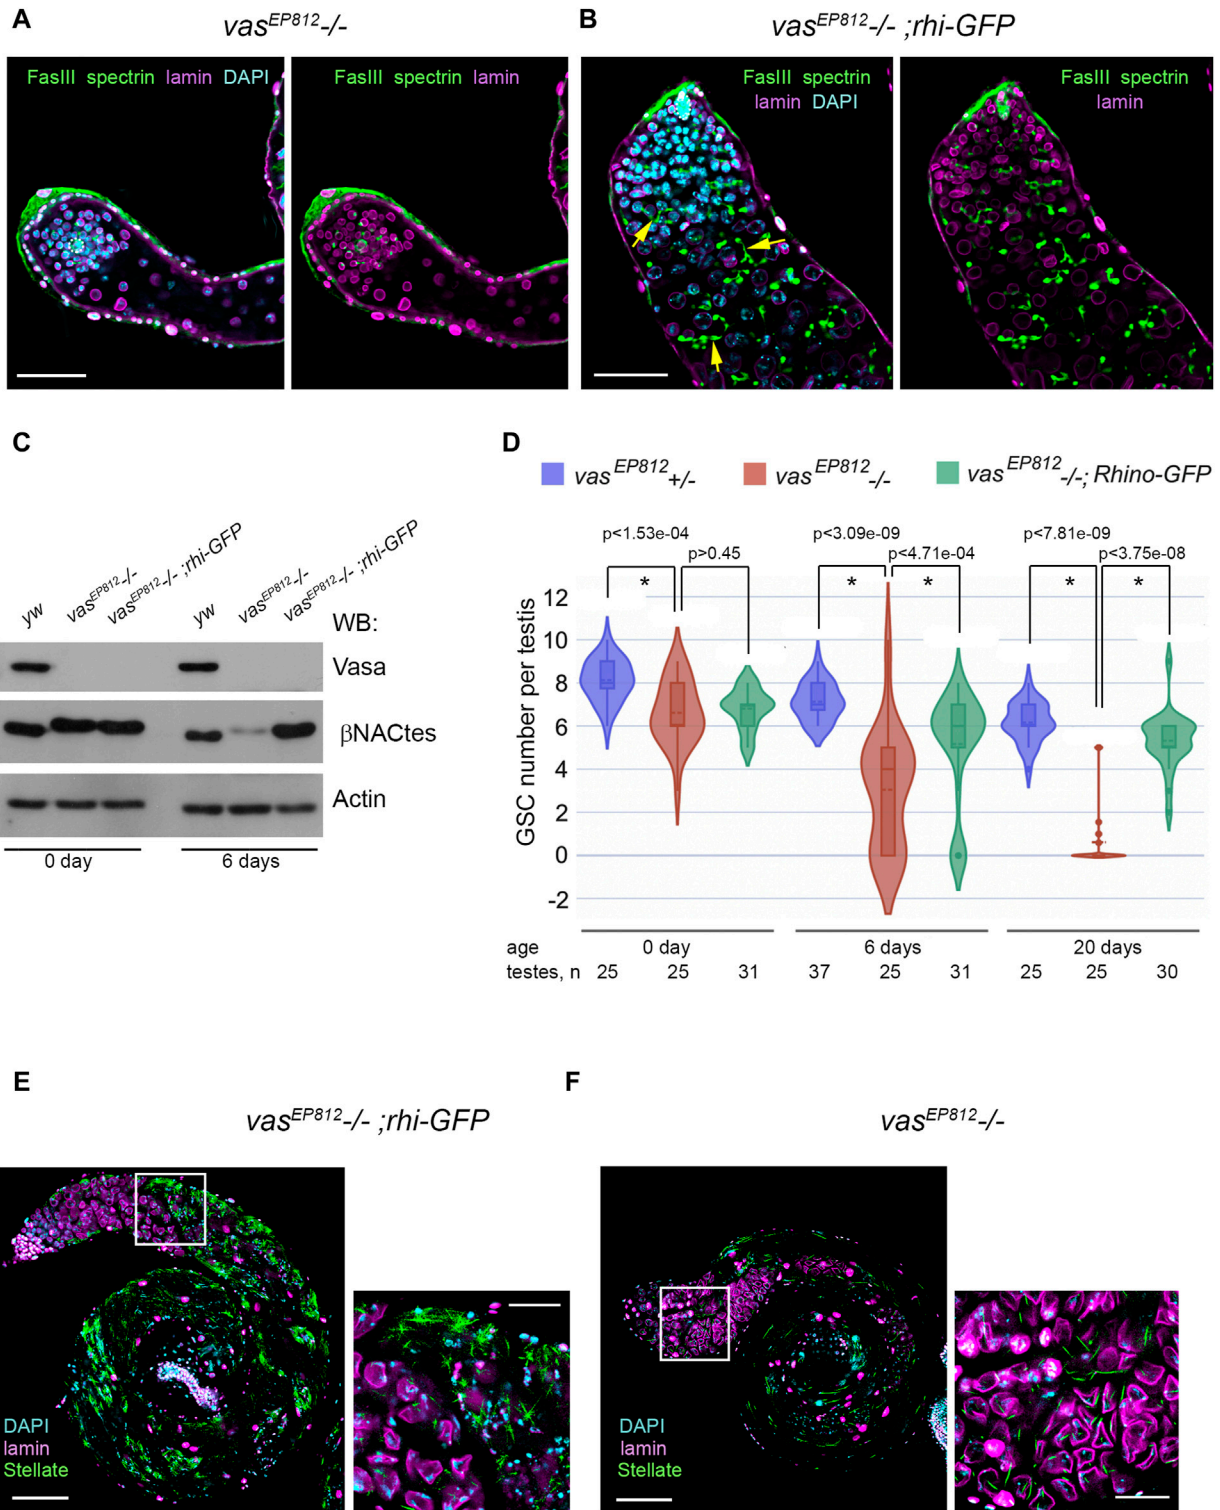 A
vasEP812-/-
B
vasEP812-/- ;rhi-GFP
FasIII spectrin lamin DAPI
FasIII spectrin lamin
FasIII spectrin
lamin DAPI
FasIII spectrin
lamin
C
yw
vasEP812-/-
vasEP812-/- ;rhi-GFP
yw
vasEP812-/-
vasEP812-/- ;rhi-GFP
WB:
Vasa
βNACtes
Actin
0 day
6 days
D
vasEP812+/-
vasEP812-/-
vasEP812-/-; Rhino-GFP
p<1.53e-04
p>0.45
p<3.09e-09
p<4.71e-04
p<7.81e-09
p<3.75e-08
* * * * *
GSC number per testis
12
10
8
6
4
2
0
-2
age 0 day 6 days 20 days
testes, n 25 25 31 37 25 31 25 25 30
E
vasEP812-/- ;rhi-GFP
F
vasEP812-/-
DAPI
lamin
Stellate
DAPI
lamin
Stellate